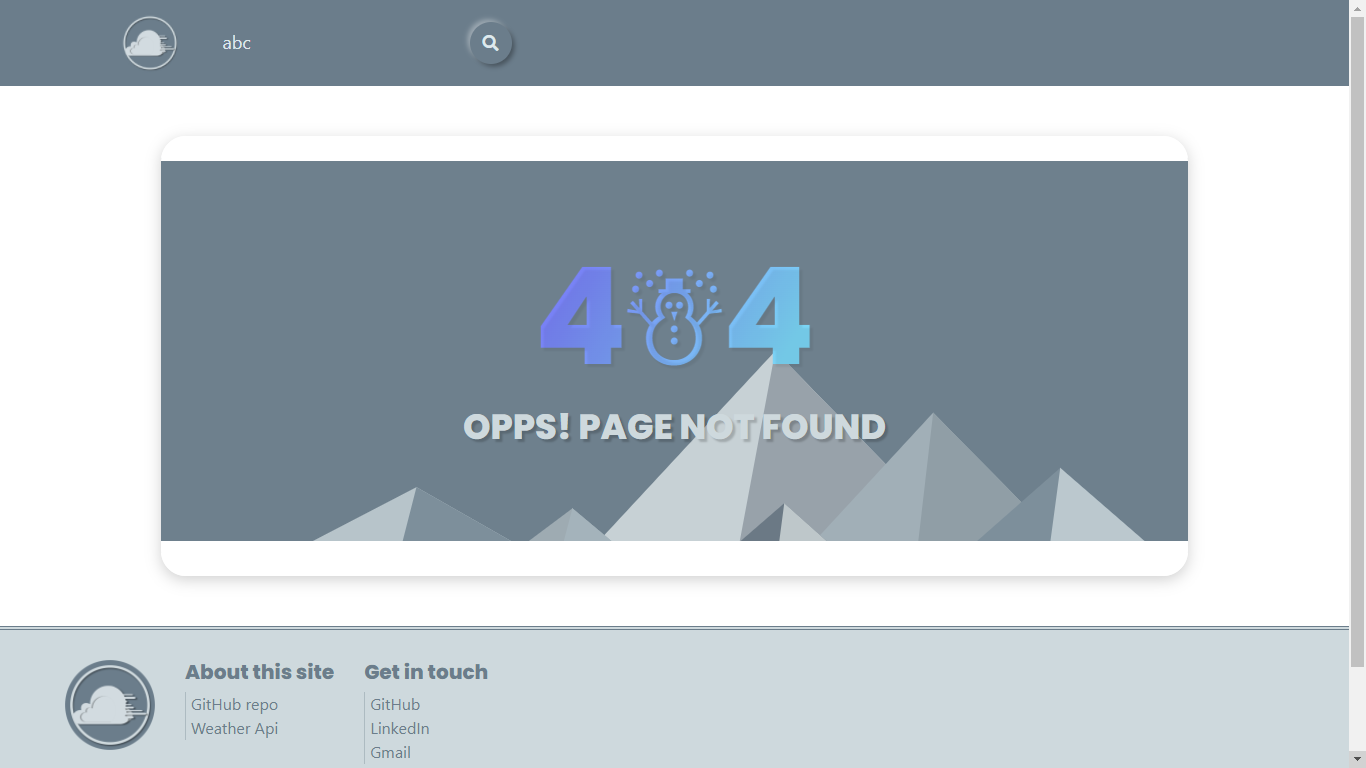 abc
4☃4
OPPS! PAGE NOT FOUND
About this site
GitHub repo
Weather Api
Get in touch
GitHub
LinkedIn
Gmail